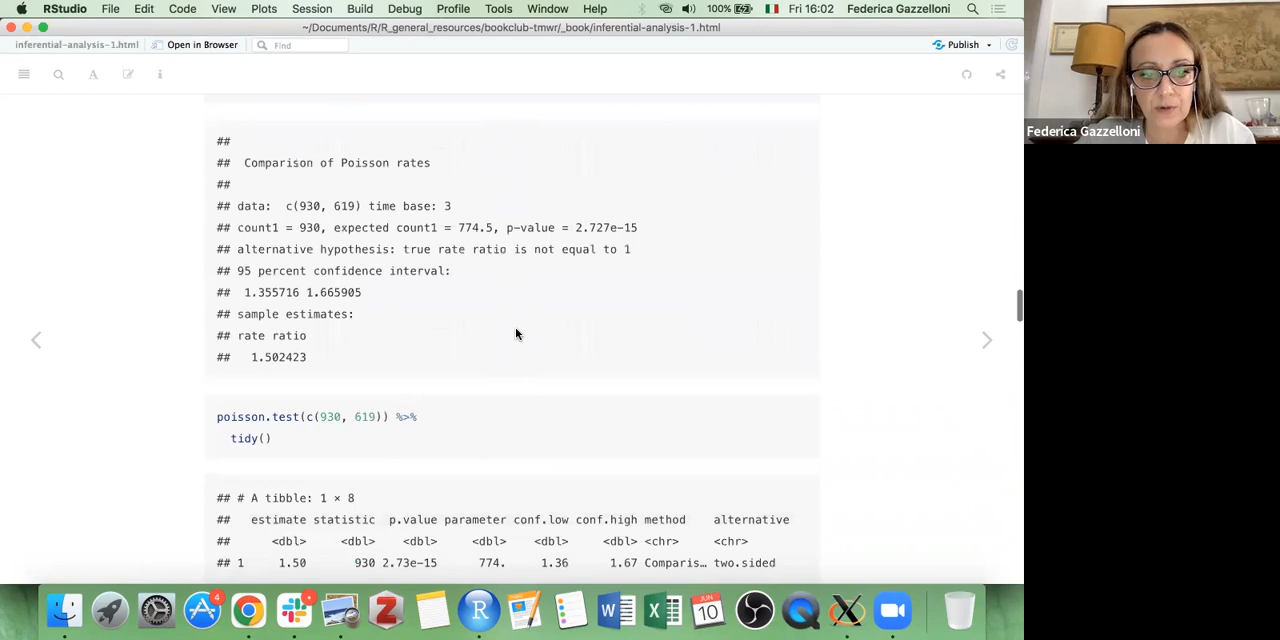 RStudio File Edit Code View Plots Session Build Debug Profile Tools Window Help 100% Fri 16:02 Federica Gazzelloni
~/Documents/R/R_general_resources/bookclub-tmwr/_book/inferential-analysis-1.html
inferential-analysis-1.html Open in Browser Find Publish
Federica Gazzelloni
##
## Comparison of Poisson rates
##
## data: c(930, 619) time base: 3
## count1 = 930, expected count1 = 774.5, p-value = 2.727e-15
## alternative hypothesis: true rate ratio is not equal to 1
## 95 percent confidence interval:
## 1.355716 1.665905
## sample estimates:
## rate ratio
## 1.502423
poisson.test(c(930, 619)) %>%
tidy()
## # A tibble: 1 × 8
## estimate statistic p.value parameter conf.low conf.high method alternative
## <dbl> <dbl> <dbl> <dbl> <dbl> <dbl> <chr> <chr>
## 1 1.50 930 2.73e-15 774. 1.36 1.67 Comparis… two.sided
4
JUN
10